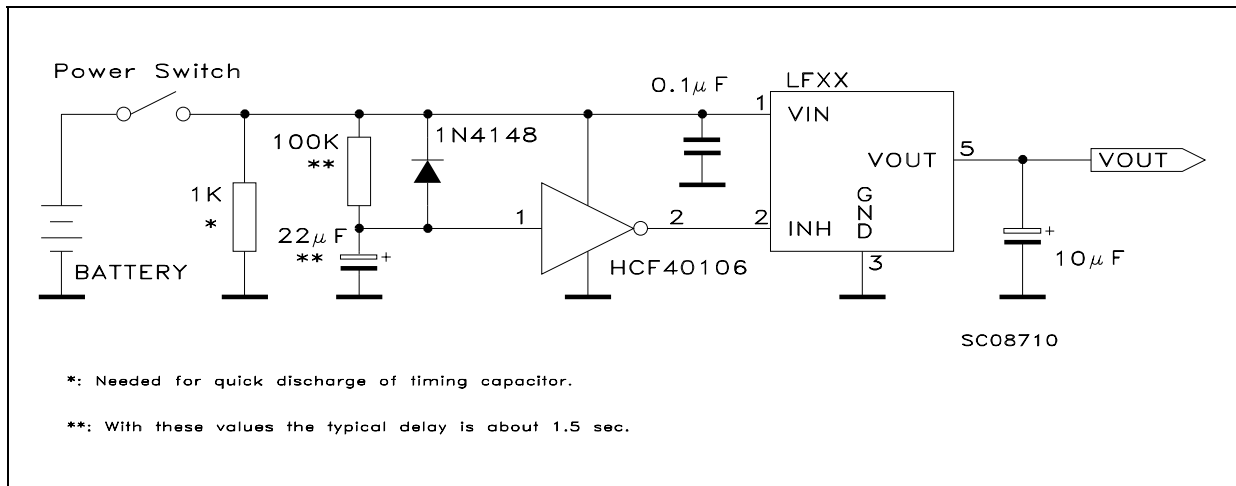 Power Switch
0.1μF
LFXX
1
VIN
100K
**
1N4148
VOUT
5
VOUT
1K
*
G
N
D
1
2
2
INH
22μF
**
+
+
BATTERY
HCF40106
3
10μF
SC08710
*: Needed for quick discharge of timing capacitor.
**: With these values the typical delay is about 1.5 sec.